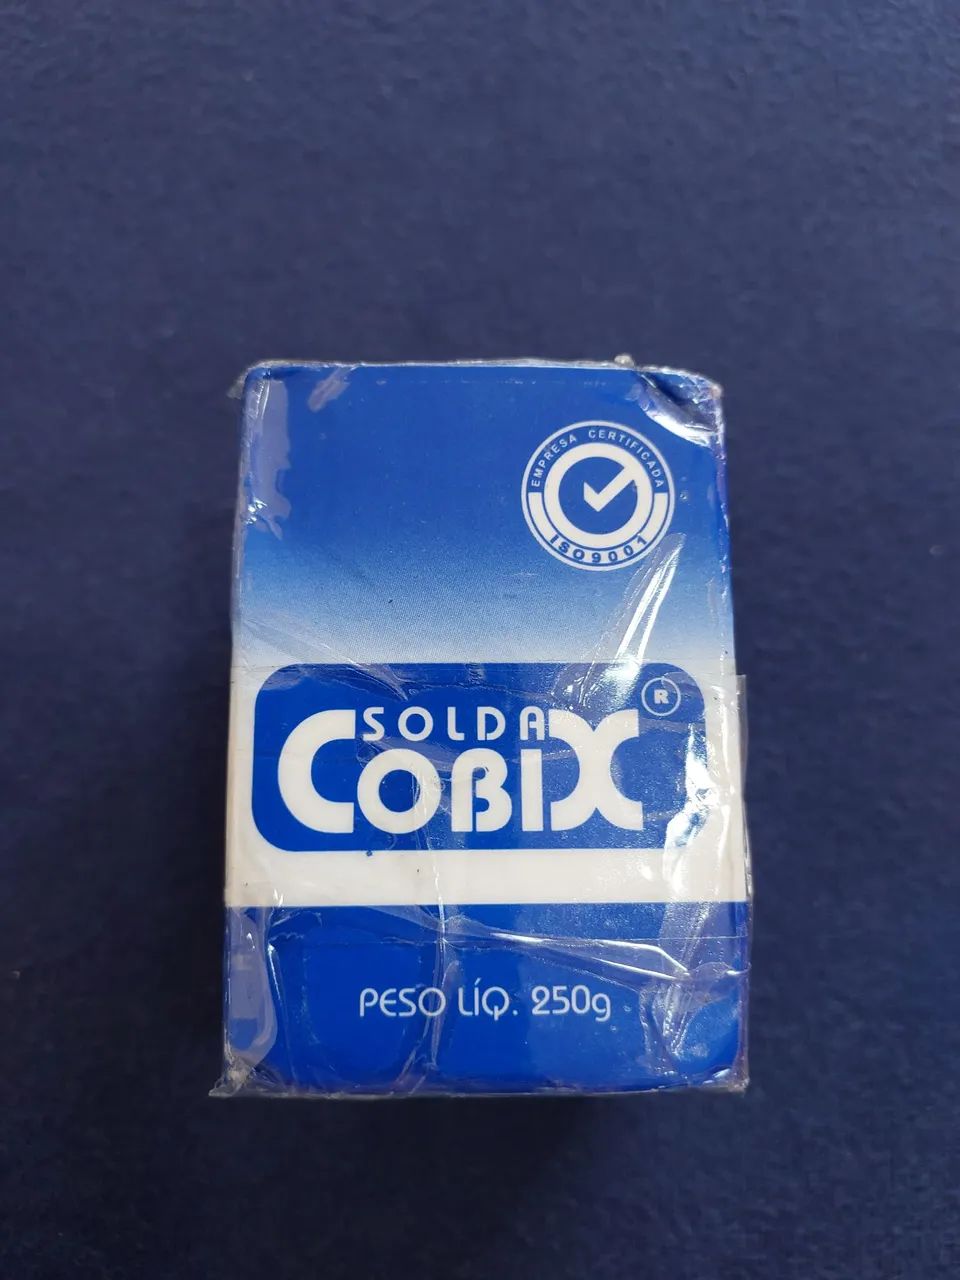 EMPRESA CERTIFICADA
ISO9001
SOLDA
COBIX ®
PESO LÍQ. 250g